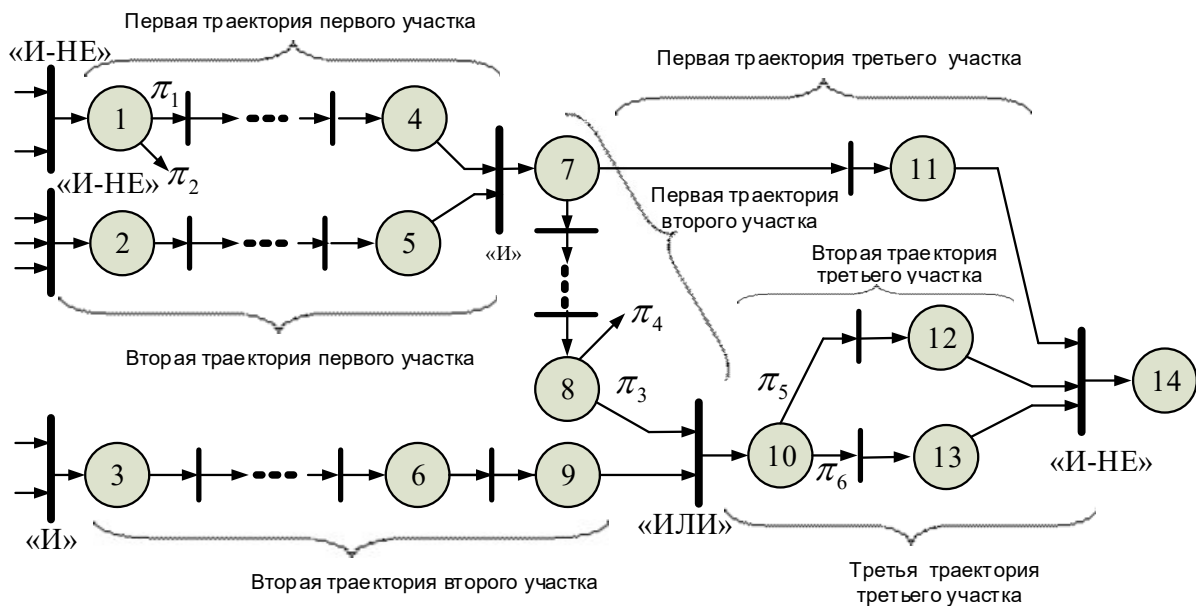 Первая траектория первого участка
«И-НЕ»
Первая траектория третьего участка
π1
1
4
π2
«И-НЕ»
7
11
Первая траектория
второго участка
2
5
«И»
Вторая траектория
третьего участка
Вторая траектория первого участка
π4
12
8
π3
π5
14
3
6
9
10
π6
13
«И-НЕ»
«И»
«ИЛИ»
Вторая траектория второго участка
Третья траектория
третьего участка